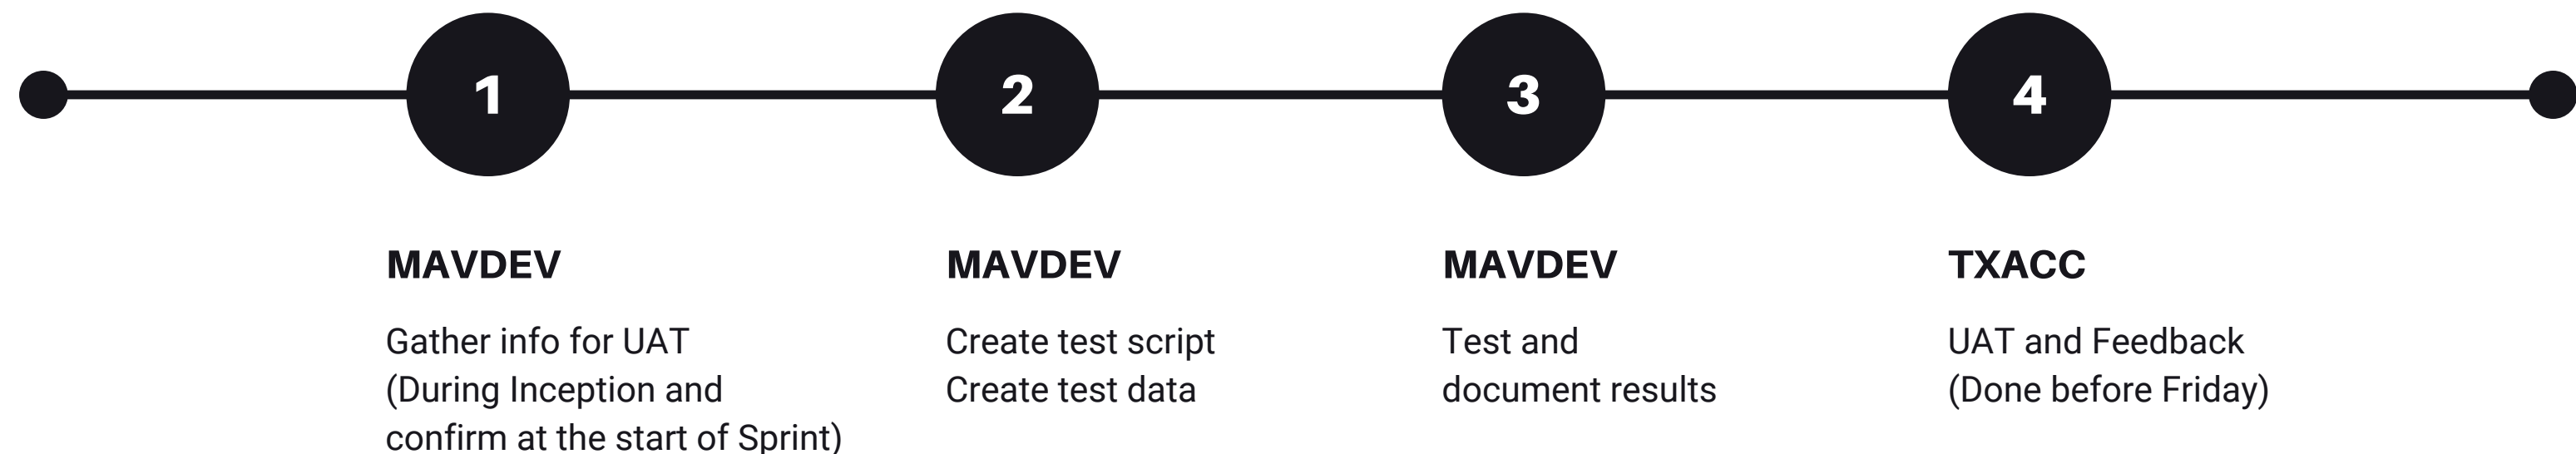 1
2
3
4
MAVDEV
Gather info for UAT
(During Inception and
confirm at the start of Sprint)
MAVDEV
Create test script
Create test data
MAVDEV
Test and
document results
TXACC
UAT and Feedback
(Done before Friday)